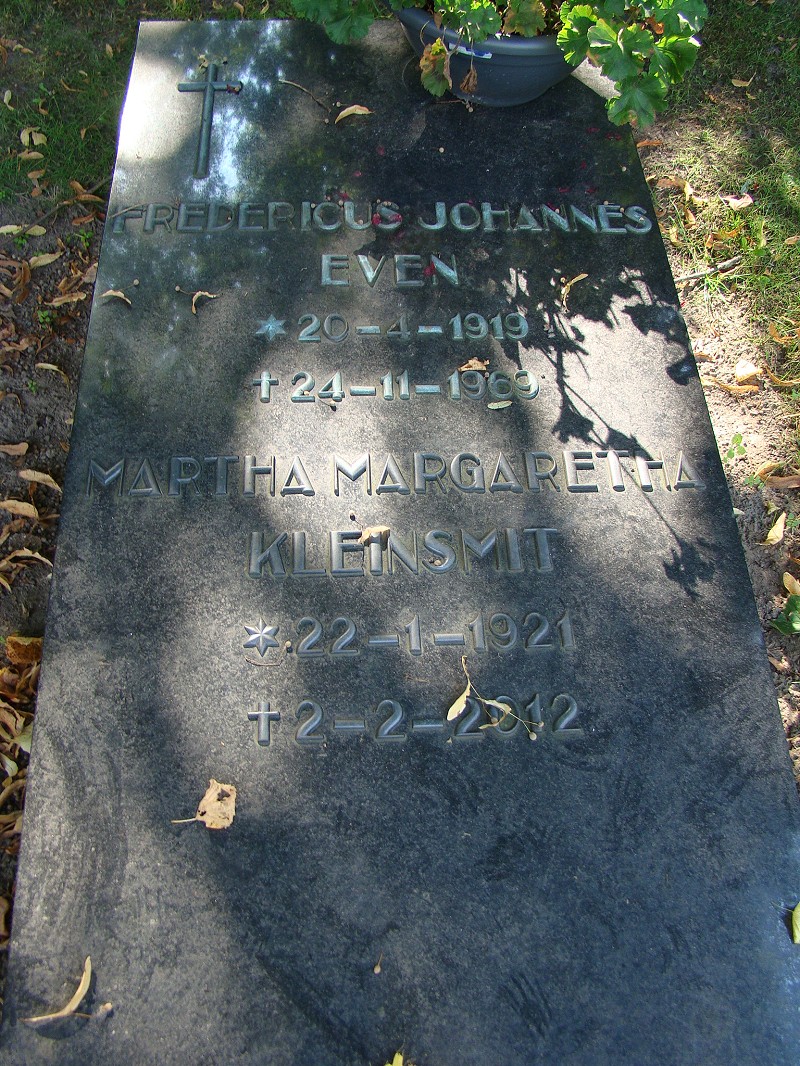 FREDERICUS JOHANNES
EVEN
* 20-4-1919
† 24-11-1969
MARTHA MARGARETHA
KLEINSMIT
* 22-1-1921
† 2-2-2012